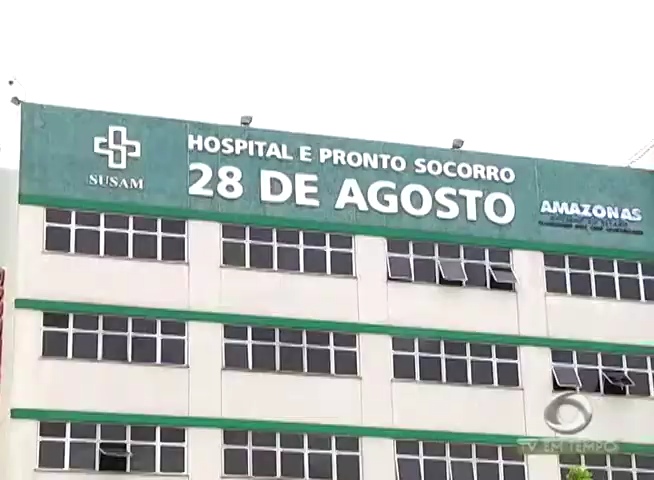 HOSPITAL E PRONTO SOCORRO
28 DE AGOSTO
SUSAM
AMAZONAS
TV EM TEMPO